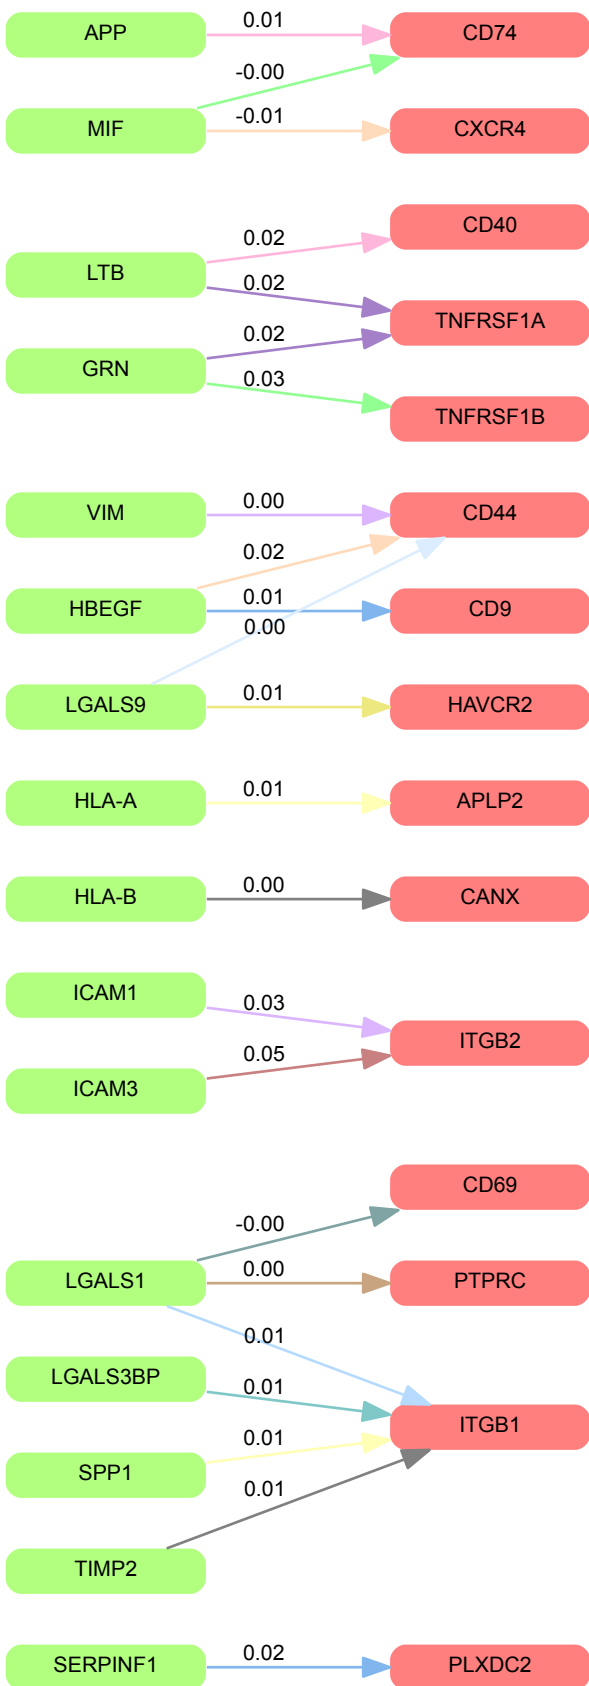 APP
0.01
CD74
-0.00
MIF
-0.01
CXCR4
CD40
0.02
LTB
0.02
TNFRSF1A
0.02
GRN
0.03
TNFRSF1B
VIM
0.00
CD44
0.02
HBEGF
0.01
CD9
0.00
LGALS9
0.01
HAVCR2
HLA-A
0.01
APLP2
HLA-B
0.00
CANX
ICAM1
0.03
ITGB2
0.05
ICAM3
CD69
-0.00
LGALS1
0.00
PTPRC
0.01
LGALS3BP
0.01
ITGB1
0.01
SPP1
0.01
TIMP2
SERPINF1
0.02
PLXDC2